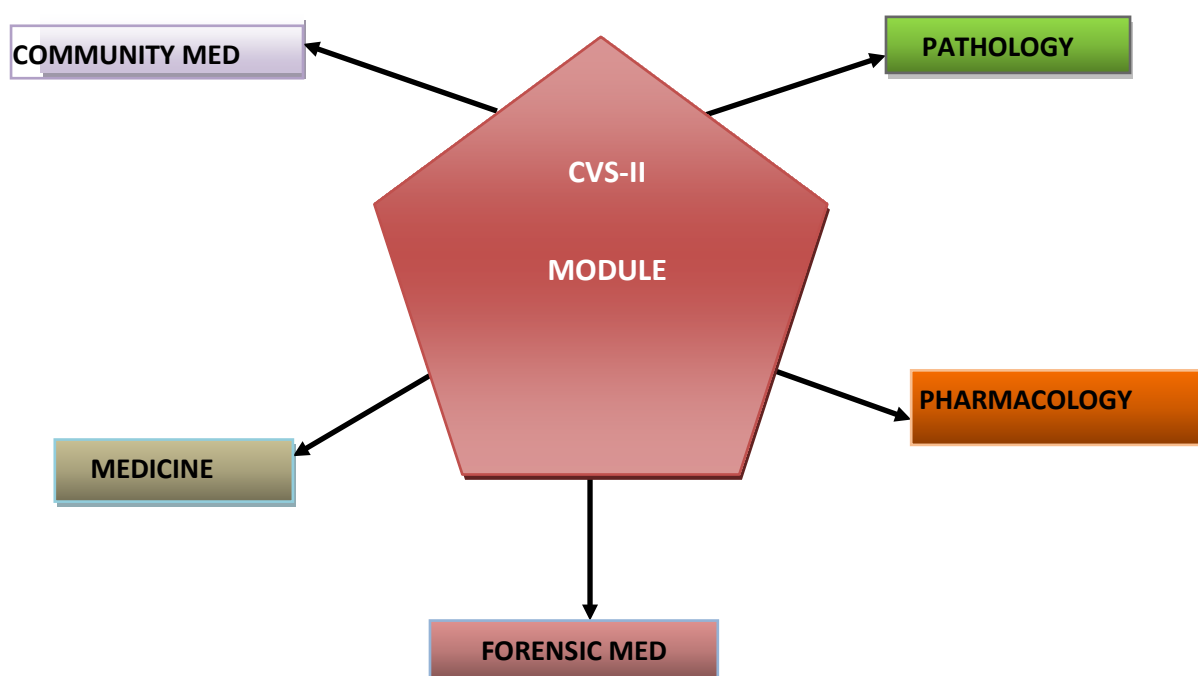 COMMUNITY MED
PATHOLOGY
CVS-II
MODULE
PHARMACOLOGY
MEDICINE
FORENSIC MED